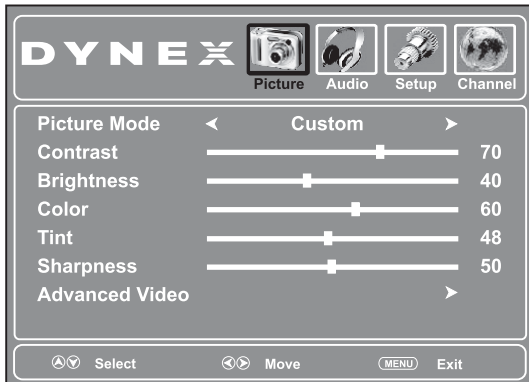 DYNEX
Picture Audio Setup Channel
Picture Mode Custom
Contrast 70
Brightness 40
Color 60
Tint 48
Sharpness 50
Advanced Video
Select Move MENU Exit